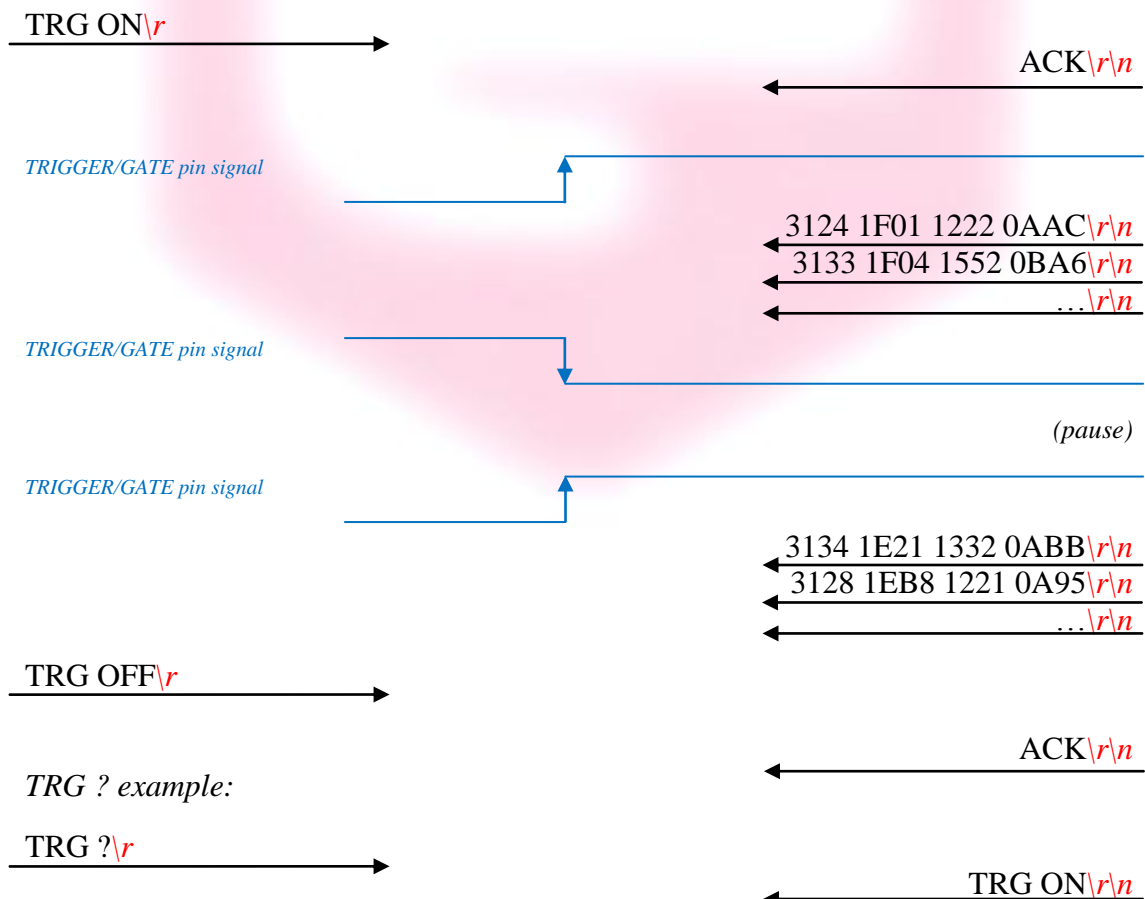 TRG ON\r
ACK\r\n
TRIGGER/GATE pin signal
3124 1F01 1222 0AAC\r\n
3133 1F04 1552 0BA6\r\n
…\r\n
TRIGGER/GATE pin signal
(pause)
TRIGGER/GATE pin signal
3134 1E21 1332 0ABB\r\n
3128 1EB8 1221 0A95\r\n
…\r\n
TRG OFF\r
ACK\r\n
TRG ? example:
TRG ?\r
TRG ON\r\n